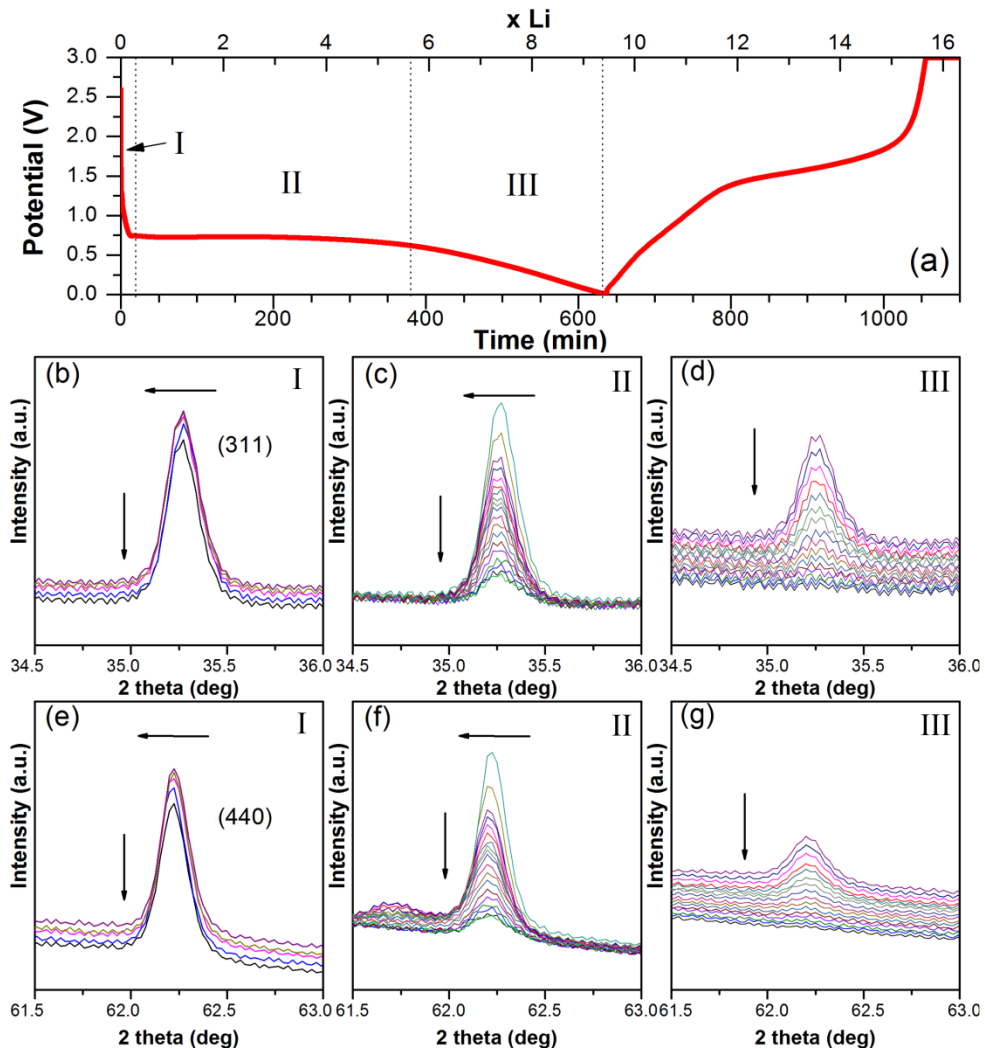 x Li
0 2 4 6 8 10 12 14 16
3.0
2.5
2.0
1.5
1.0
0.5
0.0
Potential (V)
I
II
III
(a)
0 200 400 600 800 1000
Time (min)
(b)
I
(311)
Intensity (a.u.)
34.5 35.0 35.5 36.0
2 theta (deg)
(c)
II
Intensity (a.u.)
34.5 35.0 35.5 36.0
2 theta (deg)
(d)
III
Intensity (a.u.)
34.5 35.0 35.5 36.0
2 theta (deg)
(e)
I
(440)
Intensity (a.u.)
61.5 62.0 62.5 63.0
2 theta (deg)
(f)
II
Intensity (a.u.)
61.5 62.0 62.5 63.0
2 theta (deg)
(g)
III
Intensity (a.u.)
61.5 62.0 62.5 63.0
2 theta (deg)